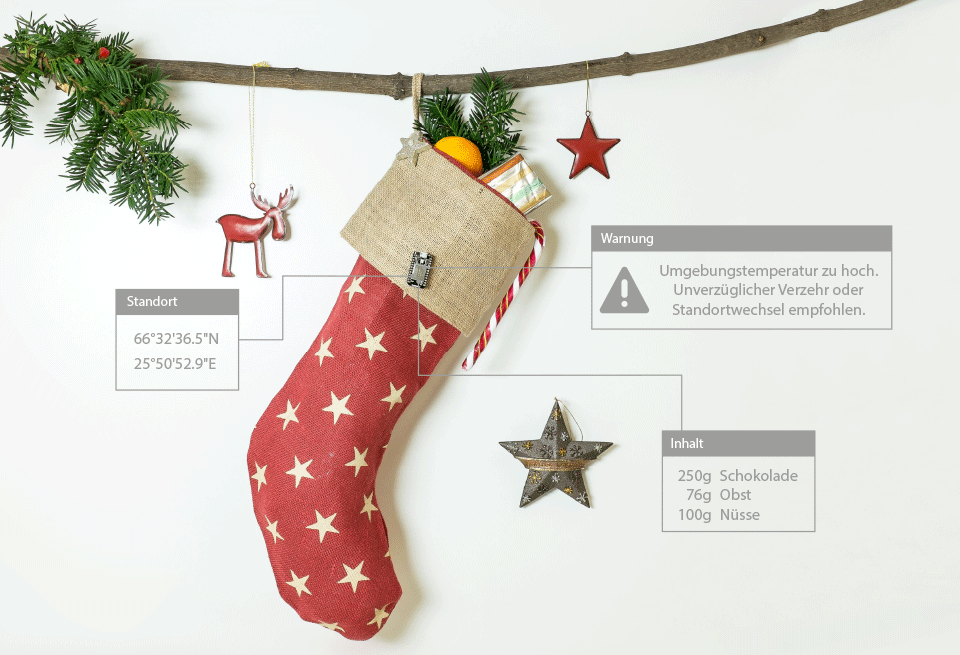 Warnung
Umgebungstemperatur zu hoch.
Unverzüglicher Verzehr oder
Standortwechsel empfohlen.
Standort
66°32'36.5"N
25°50'52.9"E
Inhalt
250g Schokolade
76g Obst
100g Nüsse